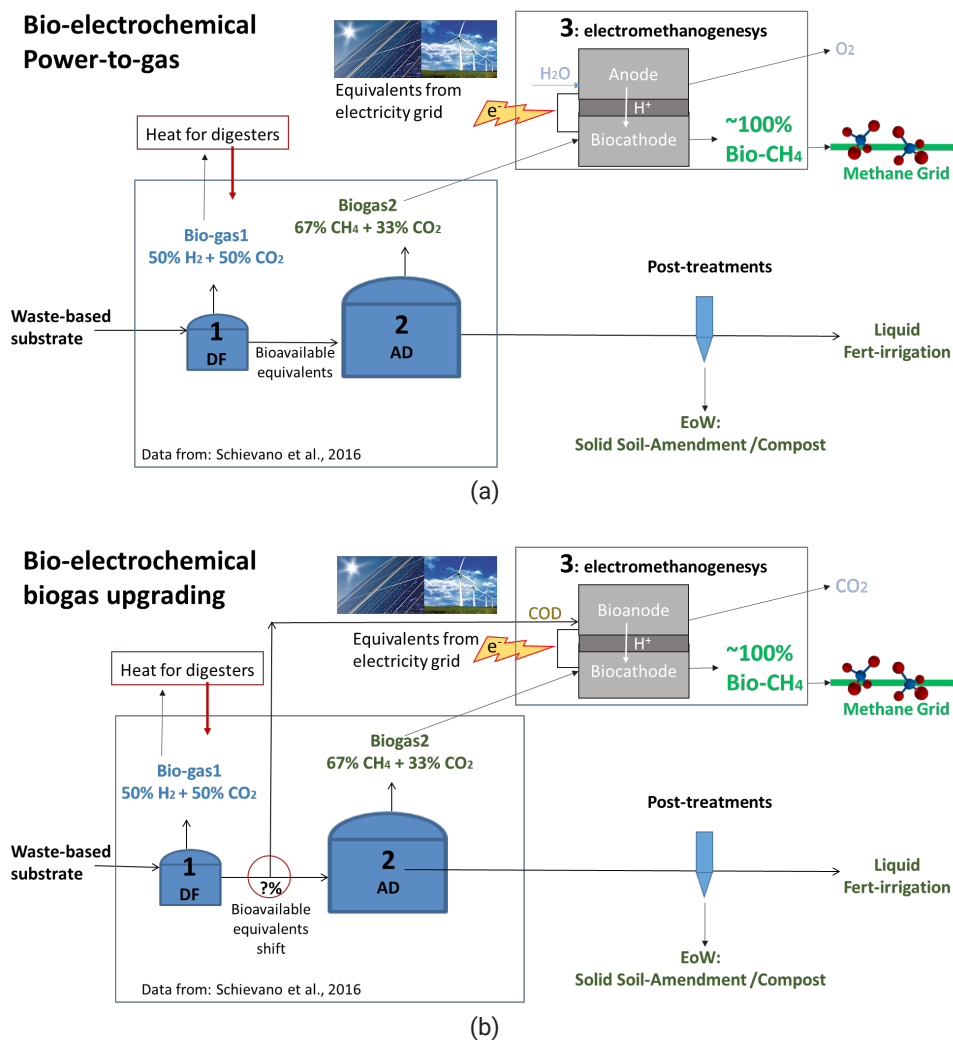 Bio-electrochemical
Power-to-gas
Equivalents from
electricity grid
3: electromethanogenesys
H₂O
Anode
O₂
e⁻
H⁺
Biocathode
~100%
Bio-CH₄
Methane Grid
Heat for digesters
Biogas2
67% CH₄ + 33% CO₂
Bio-gas1
50% H₂ + 50% CO₂
Post-treatments
Waste-based
substrate
1
DF
Bioavailable
equivalents
2
AD
Liquid
Fert-irrigation
EoW:
Solid Soil-Amendment /Compost
Data from: Schievano et al., 2016
(a)
Bio-electrochemical
biogas upgrading
3: electromethanogenesys
COD
Bioanode
CO₂
Equivalents from
electricity grid
e⁻
H⁺
Biocathode
~100%
Bio-CH₄
Methane Grid
Heat for digesters
Biogas2
67% CH₄ + 33% CO₂
Bio-gas1
50% H₂ + 50% CO₂
Post-treatments
Waste-based
substrate
1
DF
?%
Bioavailable
equivalents
shift
2
AD
Liquid
Fert-irrigation
EoW:
Solid Soil-Amendment /Compost
Data from: Schievano et al., 2016
(b)